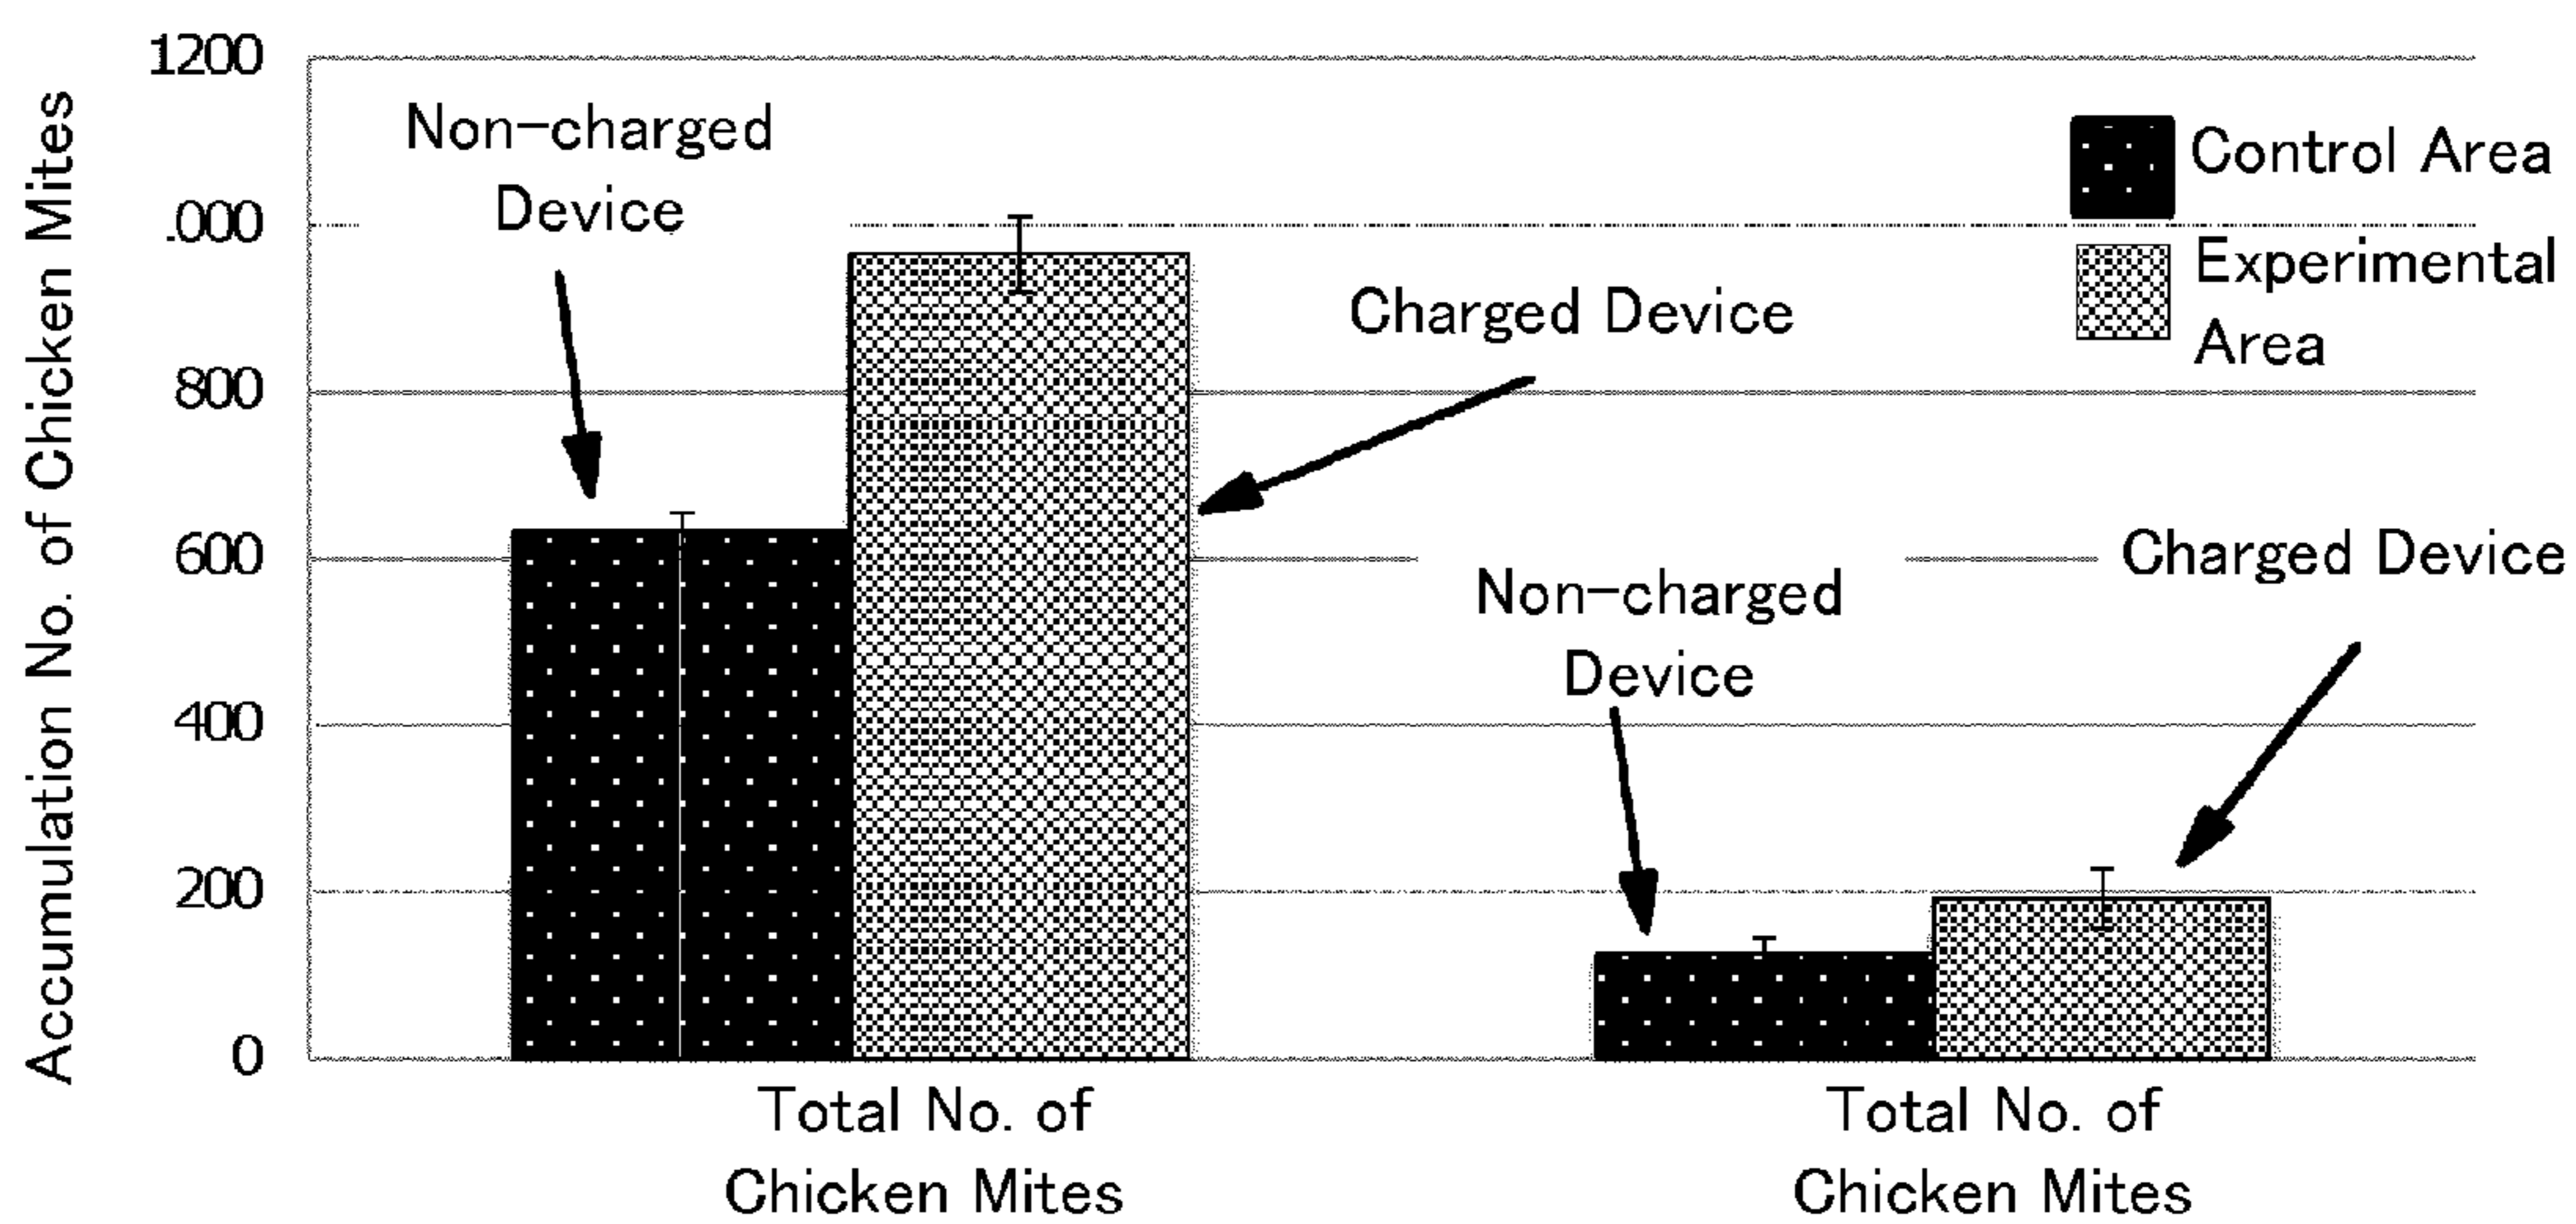 Accumulation No. of Chicken Mites
1200
.000
800
600
400
200
0
Non-charged
Device
Charged Device
Non-charged
Device
Charged Device
Control Area
Experimental
Area
Total No. of
Chicken Mites
Total No. of
Chicken Mites